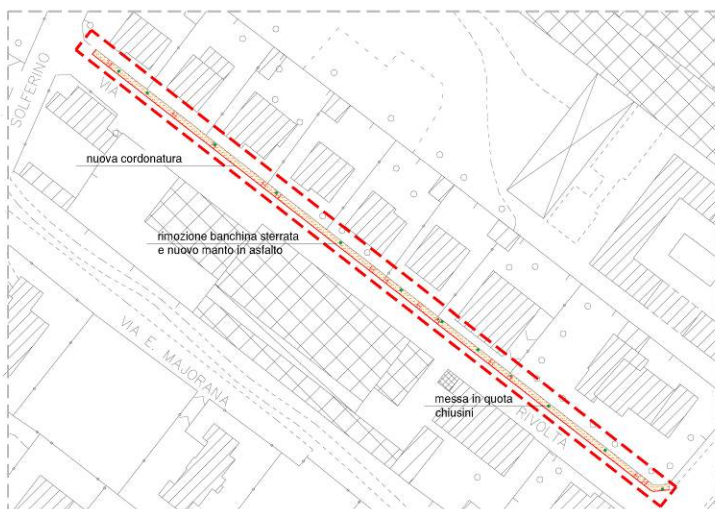 SOLFERINO
VIA
nuova cordonatura
rimozione banchina sterrata
e nuovo manto in asfalto
VIA E. MAJORANA
messa in quota
chiusini
RIVOLTA